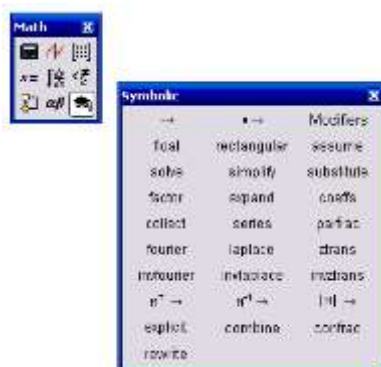 Math
x=
αβ
Symbolic
→ ▪ → Modifiers
float rectangular assume
solve simplify substitute
factor expand coeffs
collect series parfrac
fourier laplace ztrans
invfourier invlaplace invztrans
explicit combine confrac
rewrite